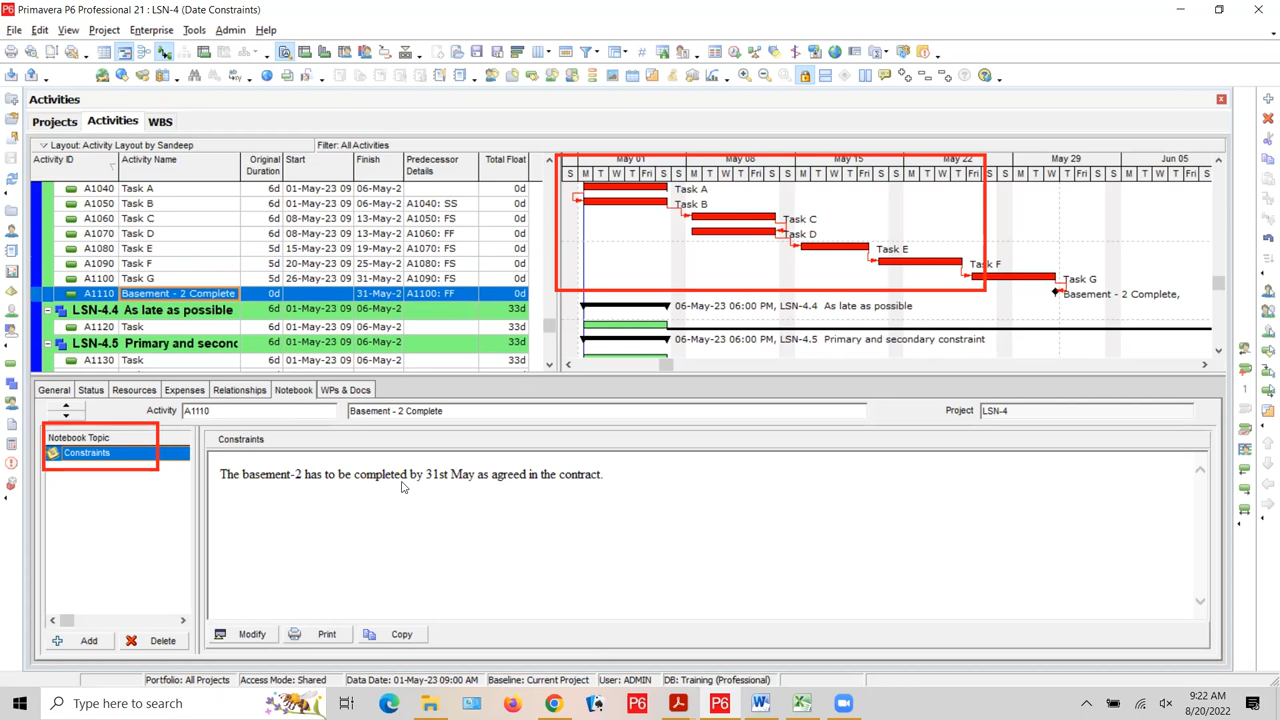 Primavera P6 Professional 21 : LSN-4 (Date Constraints)
File Edit View Project Enterprise Tools Admin Help
Activities
Projects Activities WBS
Layout: Activity Layout by Sandeep Filter: All Activities
Activity ID Activity Name Original Duration Start Finish Predecessor Details Total Float
May 01 May 08 May 15 May 22 May 29 Jun 05
S M T W Fri S S M T W Fri S S M T W Fri S S M T W T Fri S S M T W T Fri S S M T W T Fri S
A1040 Task A 6d 01-May-23 09 06-May-2 0d Task A
A1050 Task B 6d 01-May-23 09 06-May-2 A1040: SS 0d Task B
A1060 Task C 6d 08-May-23 09 13-May-2 A1050: FS 0d Task C
A1070 Task D 6d 08-May-23 09 13-May-2 A1060: FF 0d Task D
A1080 Task E 5d 15-May-23 09 19-May-2 A1070: FS 0d Task E
A1090 Task F 5d 20-May-23 09 25-May-2 A1080: FS 0d Task F
A1100 Task G 5d 26-May-23 09 31-May-2 A1090: FS 0d Task G
A1110 Basement - 2 Complete 0d 31-May-2 A1100: FF 0d Basement - 2 Complete,
LSN-4.4 As late as possible 6d 01-May-23 09 06-May-2 33d 06-May-23 06:00 PM, LSN-4.4 As late as possible
A1120 Task 6d 01-May-23 09 06-May-2 33d
LSN-4.5 Primary and second 6d 01-May-23 09 06-May-2 33d 06-May-23 06:00 PM, LSN-4.5 Primary and secondary constraint
A1130 Task 6d 01-May-23 09 06-May-2 33d
General Status Resources Expenses Relationships Notebook WPs & Docs
Activity A1110 Basement - 2 Complete Project LSN-4
Notebook Topic Constraints
Constraints
The basement-2 has to be completed by 31st May as agreed in the contract.
Add Delete Modify Print Copy
Portfolio: All Projects Access Mode: Shared Data Date: 01-May-23 09:00 AM Baseline: Current Project User: ADMIN DB: Training (Professional)
Type here to search
9:22 AM
8/20/2022